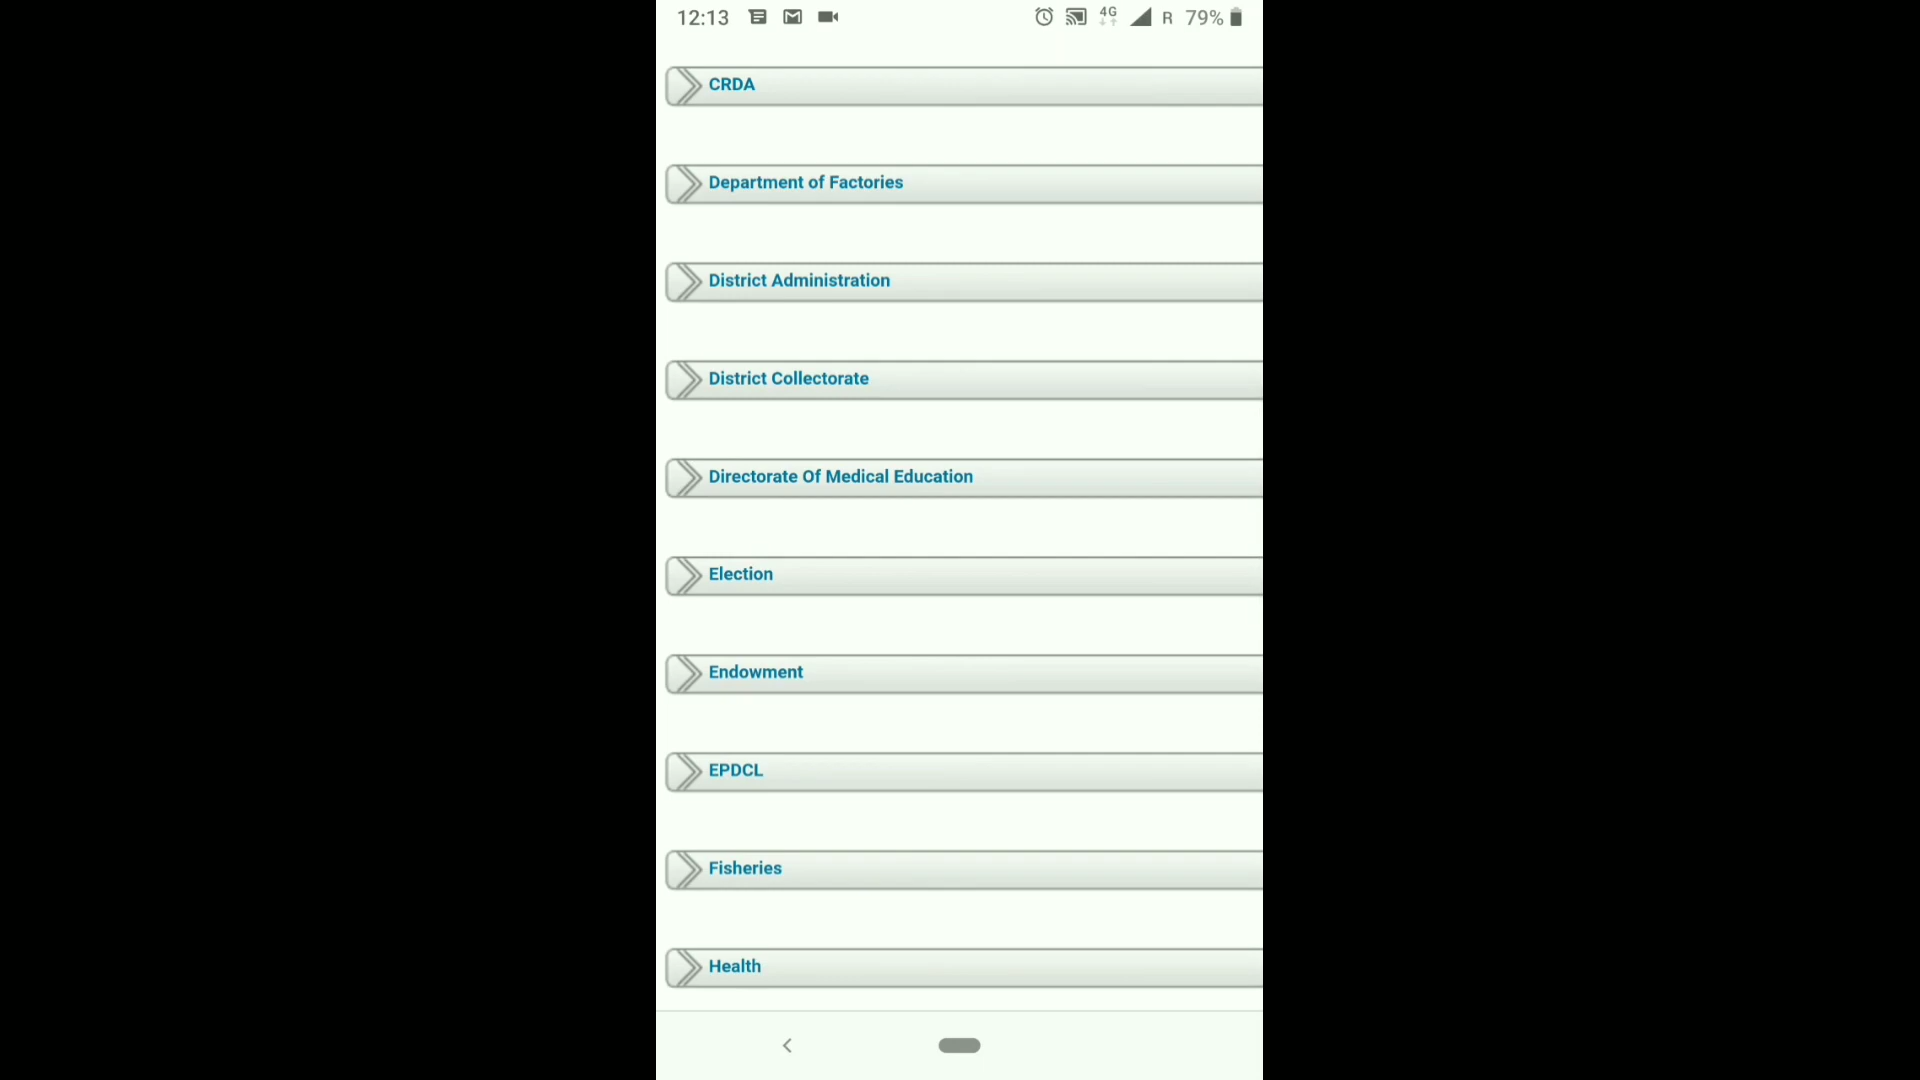 12:13 4G R 79%
CRDA
Department of Factories
District Administration
District Collectorate
Directorate Of Medical Education
Election
Endowment
EPDCL
Fisheries
Health